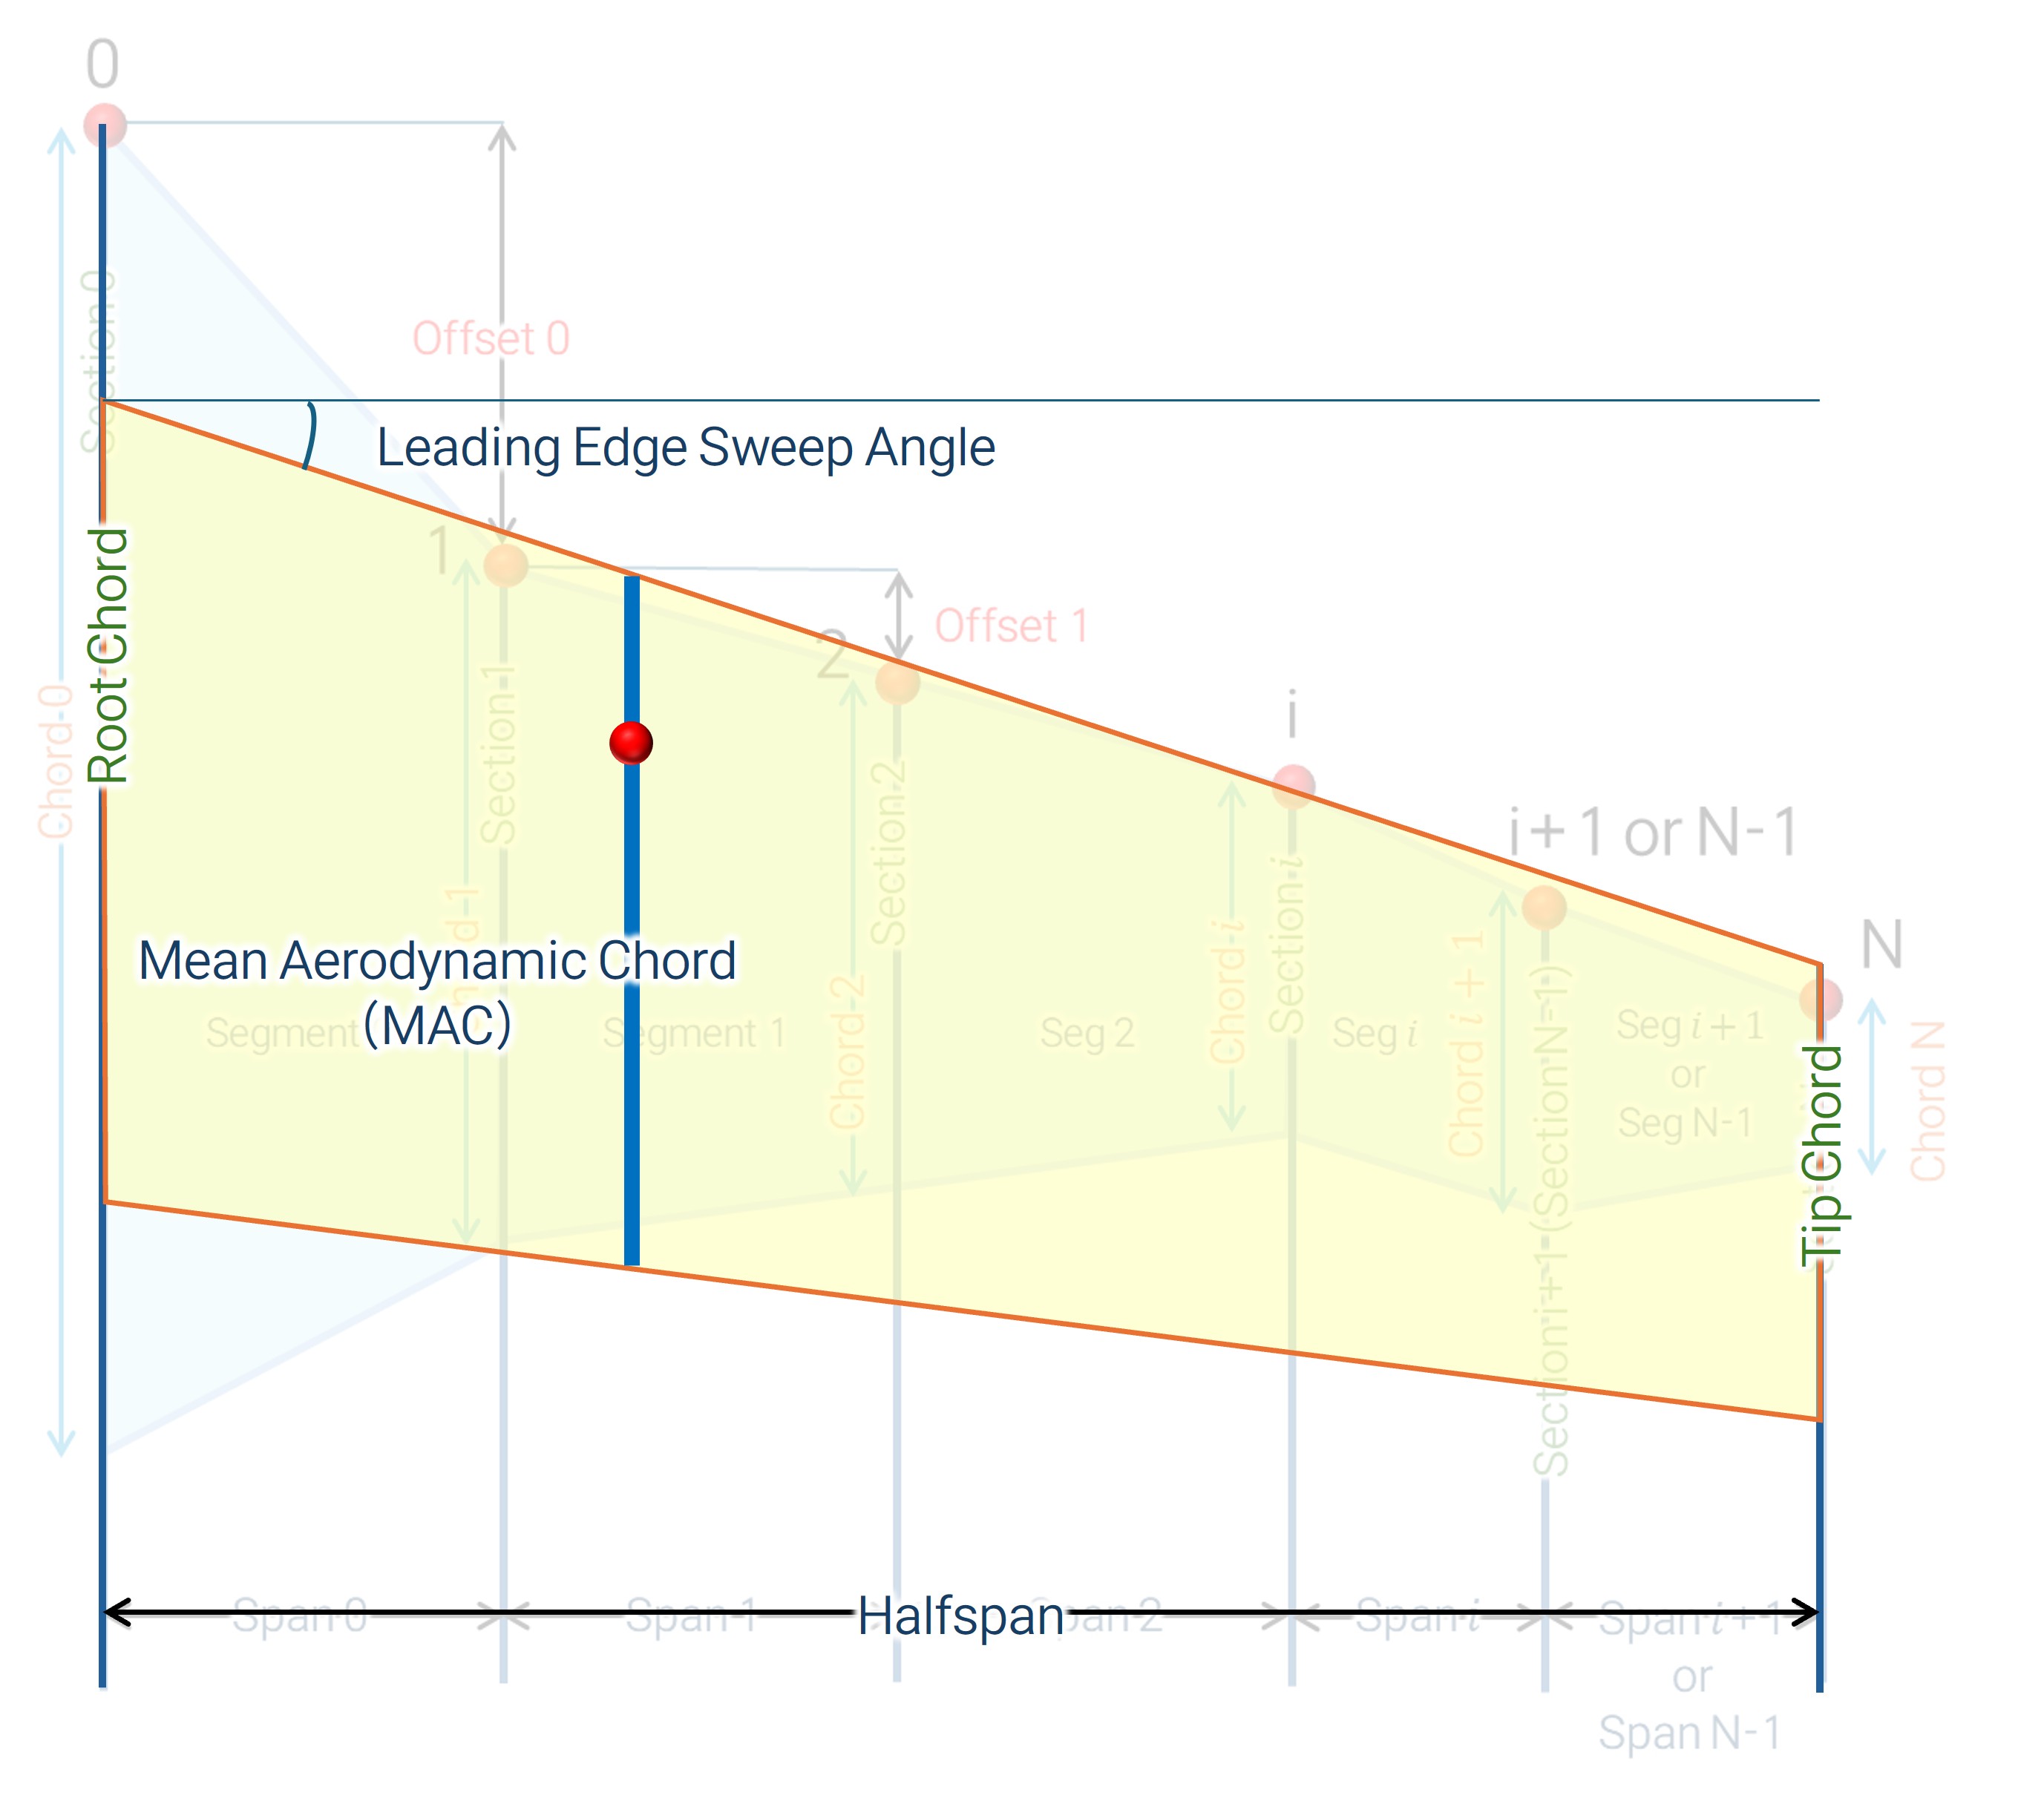 0
Section 0
Offset 0
Leading Edge Sweep Angle
1
Root Chord
Offset 1
2
Chord 0
Section 1
i
Section 2
i + 1 or N-1
Mean Aerodynamic Chord
(MAC)
d 1
N
Segment
Segment 1
Chord 2
Seg 2
Chord i
Section i
Seg i
Chord i + 1
Section i+1 (Section N-1)
Seg i + 1
or
Seg N-1
Tip Chord
Chord N
Span 0
Span 1
Halfspan
Span 2
Span i
Span i + 1
or
Span N-1